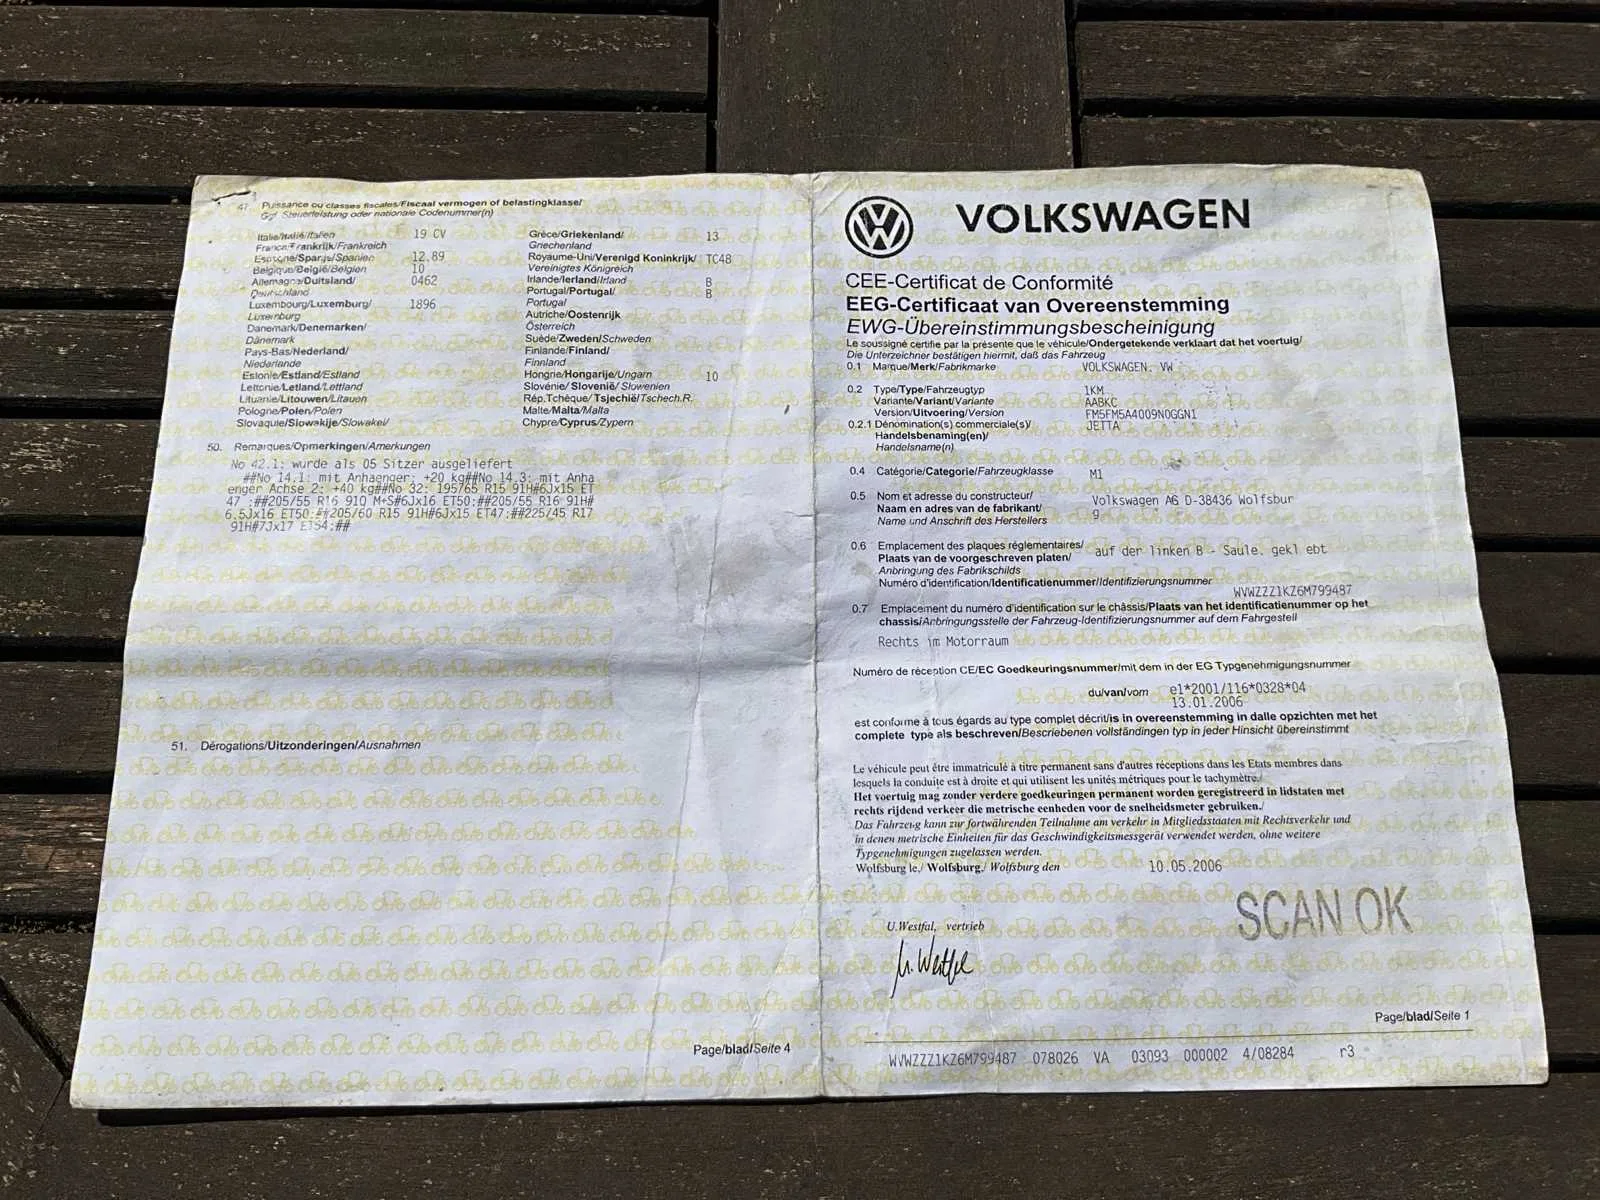 47. Puissance ou classes fiscales/Fiscaal vermogen of belastingklasse/
Ggf. Steuerleistung oder nationale Codenummer(n)
Italie/Italië/Italien 19 CV
France/Frankrijk/Frankreich
Espagne/Spanje/Spanien 12.89
Belgique/België/Belgien 10
Allemagne/Duitsland/ 0462
Deutschland
Luxembourg/Luxemburg/ 1896
Luxemburg
Danemark/Denemarken/
Dänemark
Pays-Bas/Nederland/
Niederlande
Estonie/Estland/Estland
Lettonie/Letland/Lettland
Lituanie/Litouwen/Litauen
Pologne/Polen/Polen
Slovaquie/Slowakije/Slowakei/
Grèce/Griekenland/ 13
Griechenland
Royaume-Uni/Verenigd Koninkrijk/ TC48
Vereinigtes Königreich
Irlande/Ierland/Irland B
Portugal/Portugal/ B
Portugal
Autriche/Oostenrijk
Österreich
Suède/Zweden/Schweden
Finlande/Finland/
Finnland
Hongrie/Hongarije/Ungarn 10
Slovénie/ Slovenië/ Slowenien
Rép.Tchèque/ Tsjechië/Tschech.R.
Malte/Malta/Malta
Chypre/Cyprus/Zypern
50. Remarques/Opmerkingen/Amerkungen
No 42.1: wurde als 05 Sitzer ausgeliefert
##No 14.1: mit Anhaenger: +20 kg##No 14.3: mit Anha
enger Achse 2: +40 kg##No 32: 195/65 R15 91H#6Jx15 ET
47 :##205/55 R16 91Q M+S#6Jx16 ET50:##205/55 R16 91H#
6.5Jx16 ET50:##205/60 R15 91H#6Jx15 ET47:##225/45 R17
91H#7Jx17 ET54:##
51. Dérogations/Uitzonderingen/Ausnahmen
Page/blad/Seite 4
VOLKSWAGEN
CEE-Certificat de Conformité
EEG-Certificaat van Overeenstemming
EWG-Übereinstimmungsbescheinigung
Le soussigné certifie par la présente que le véhicule/Ondergetekende verklaart dat het voertuig/
Die Unterzeichner bestätigen hiermit, daß das Fahrzeug
0.1 Marque/Merk/Fabrikmarke VOLKSWAGEN, VW
0.2 Type/Type/Fahrzeugtyp 1KM
Variante/Variant/Variante AABKC
Version/Uitvoering/Version FM5FM5A4009N0GGN1
0.2.1 Dénomination(s) commerciale(s)/ JETTA
Handelsbenaming(en)/
Handelsname(n)
0.4 Catégorie/Categorie/Fahrzeugklasse M1
0.5 Nom et adresse du constructeur/ Volkswagen AG D-38436 Wolfsbur
Naam en adres van de fabrikant/ g
Name und Anschrift des Herstellers
0.6 Emplacement des plaques réglementaires/ auf der linken B - Saule. gekl ebt
Plaats van de voorgeschreven platen/
Anbringung des Fabrikschilds
Numéro d'identification/Identificatienummer/Identifizierungsnummer WVWZZZ1KZ6M799487
0.7 Emplacement du numéro d'identification sur le châssis/Plaats van het identificatienummer op het
chassis/Anbringungsstelle der Fahrzeug-Identifizierungsnummer auf dem Fahrgestell
Rechts im Motorraum
Numéro de réception CE/EC Goedkeuringsnummer/mit dem in der EG Typgenehmigungsnummer
du/van/vom e1*2001/116*0328*04
13.01.2006
est conforme à tous égards au type complet décrit/is in overeenstemming in dalle opzichten met het
complete type als beschreven/Beschriebenen vollständingen typ in jeder Hinsicht übereinstimmt
Le véhicule peut être immatriculé à titre permanent sans d'autres réceptions dans les Etats membres dans
lesquels la conduite est à droite et qui utilisent les unités métriques pour le tachymètre./
Het voertuig mag zonder verdere goedkeuringen permanent worden geregistreerd in lidstaten met
rechts rijdend verkeer die metrische eenheden voor de snelheidsmeter gebruiken./
Das Fahrzeug kann zur fortwährenden Teilnahme am verkehr in Mitgliedsstaaten mit Rechtsverkehr und
in denen metrische Einheiten für das Geschwindigkeitsmessgerät verwendet werden, ohne weitere
Typgenehmigungen zugelassen werden.
Wolfsburg le,/ Wolfsburg,/ Wolfsburg den 10.05.2006
SCAN OK
U.Westfal, vertrieb
U. Westfal
Page/blad/Seite 1
WVWZZZ1KZ6M799487 078026 VA 03093 000002 4/08284 r3